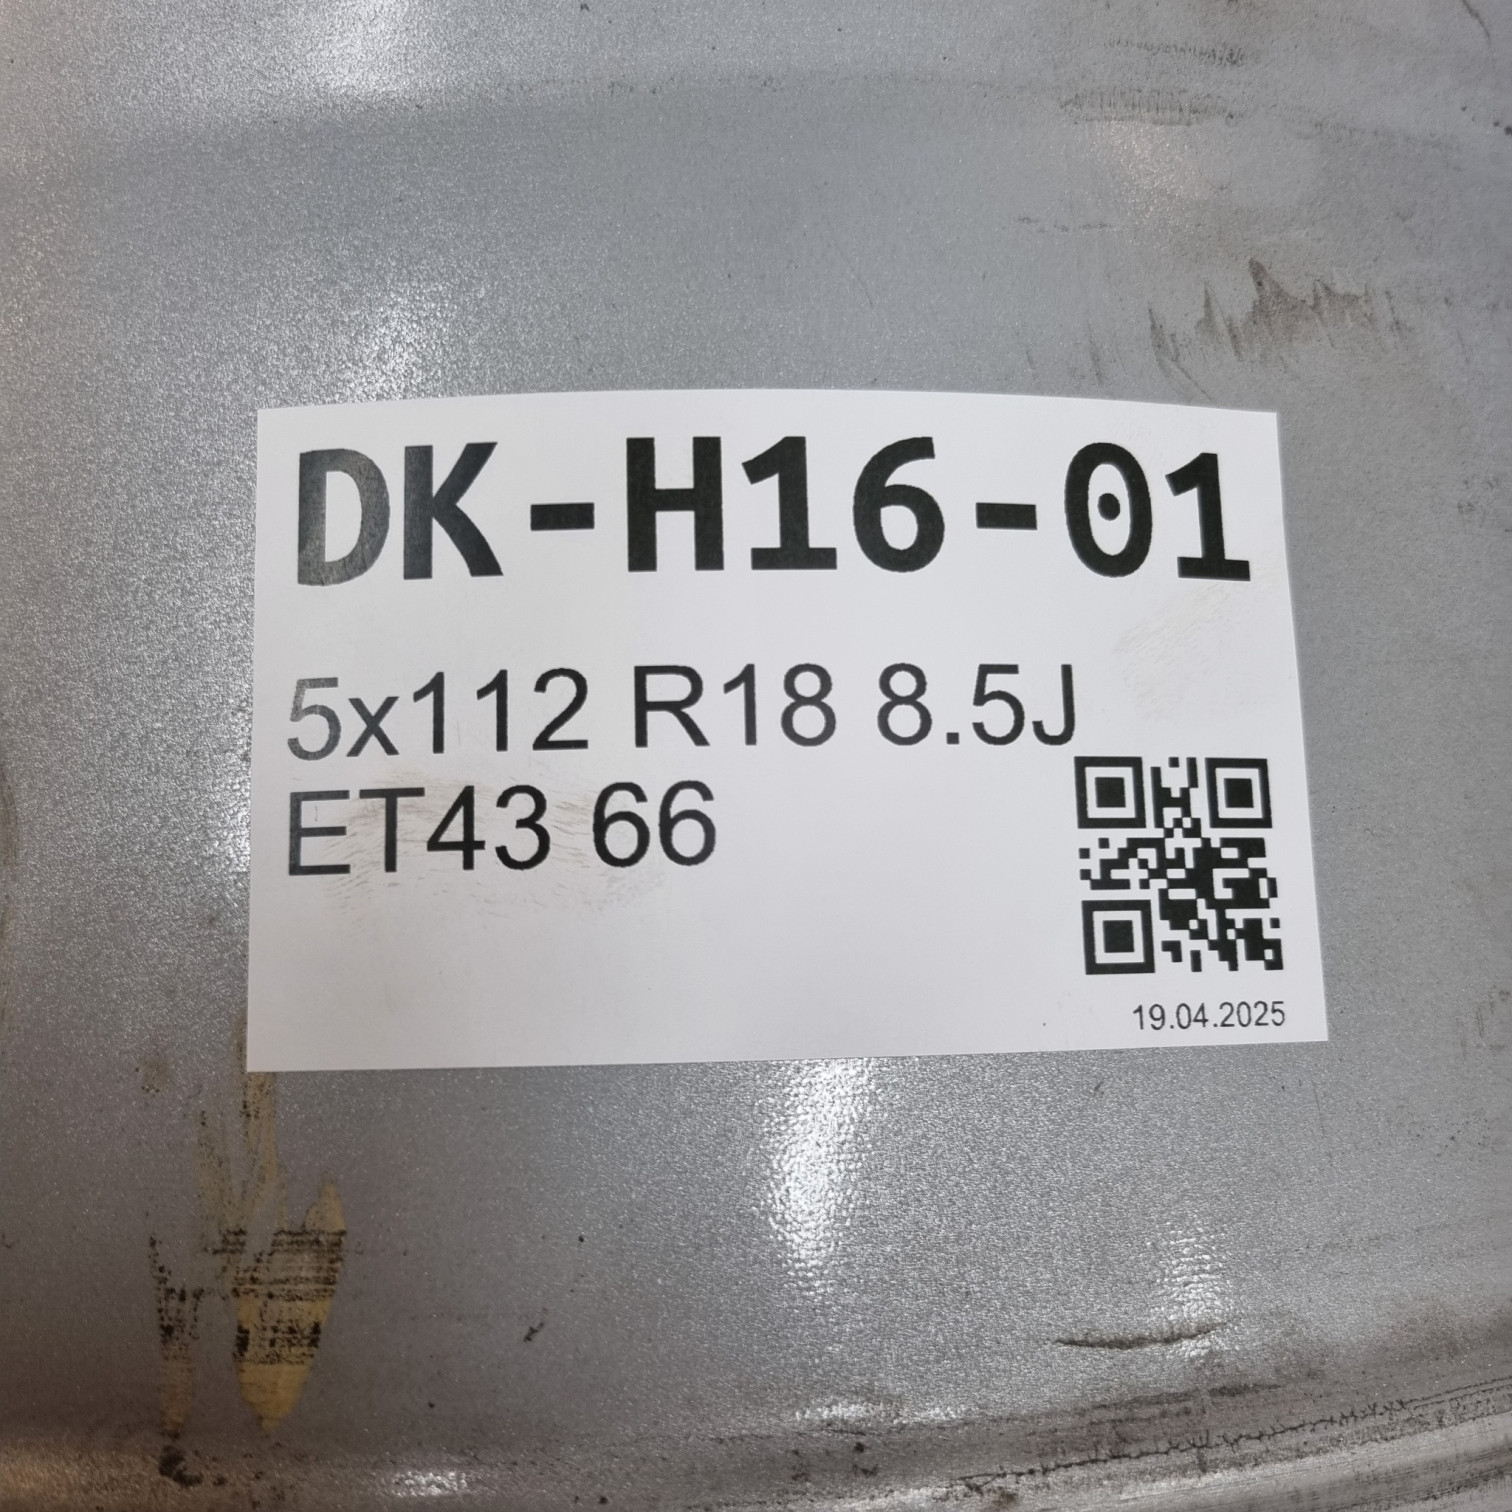 DK-H16-01
5x112 R18 8.5J
ET43 66
19.04.2025